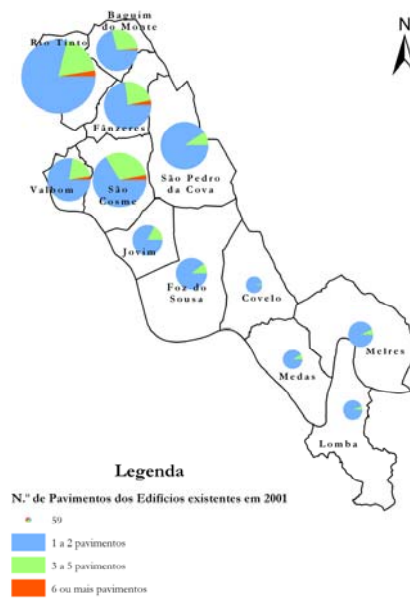 N
Baguim
do Monte
Rio Tinto
Fânzeres
São Pedro
da Cova
Valbom
São
Cosme
Jovim
Foz do
Sousa
Covelo
Melres
Medas
Lomba
Legenda
N.º de Pavimentos dos Edifícios existentes em 2001
59
1 a 2 pavimentos
3 a 5 pavimentos
6 ou mais pavimentos